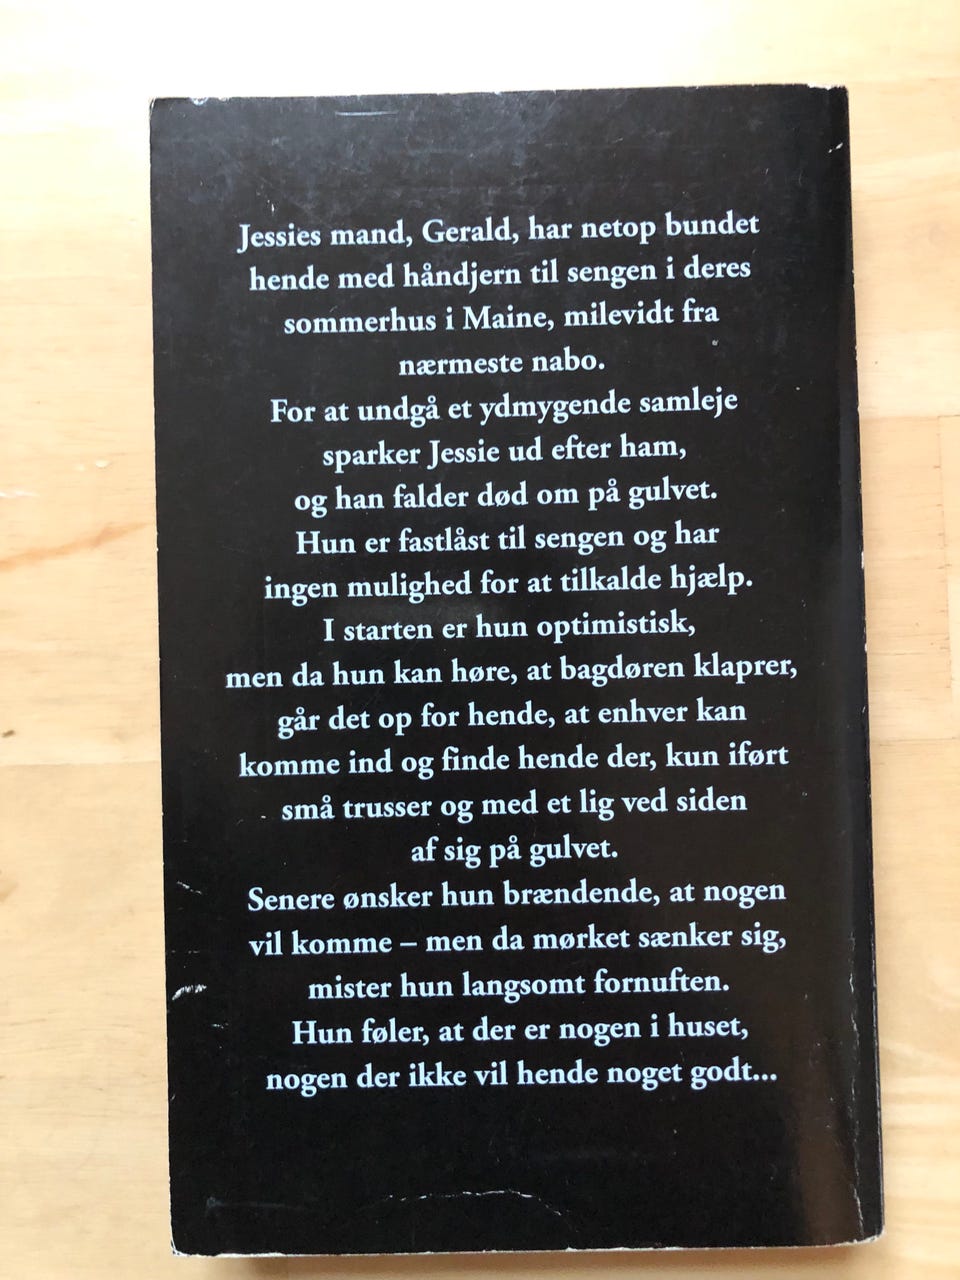 Jessies mand, Gerald, har netop bundet
hende med håndjern til sengen i deres
sommerhus i Maine, milevidt fra
nærmeste nabo.
For at undgå et ydmygende samleje
sparker Jessie ud efter ham,
og han falder død om på gulvet.
Hun er fastlåst til sengen og har
ingen mulighed for at tilkalde hjælp.
I starten er hun optimistisk,
men da hun kan høre, at bagdøren klaprer,
går det op for hende, at enhver kan
komme ind og finde hende der, kun iført
små trusser og med et lig ved siden
af sig på gulvet.
Senere ønsker hun brændende, at nogen
vil komme – men da mørket sænker sig,
mister hun langsomt fornuften.
Hun føler, at der er nogen i huset,
nogen der ikke vil hende noget godt...